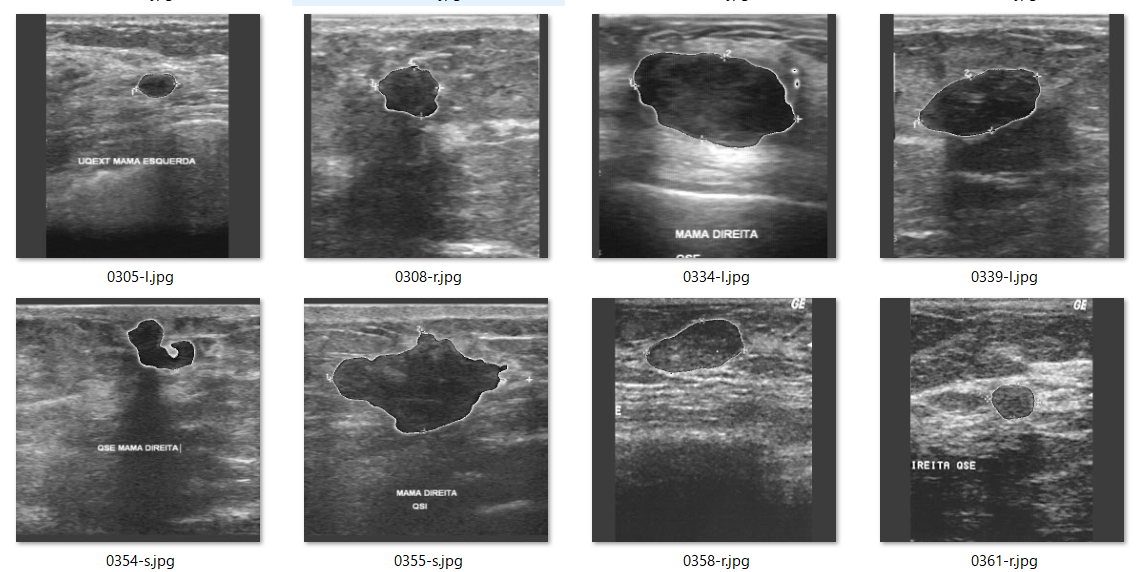 UQEXT MAMA ESQUERDA
MAMA DIREITA
0305-l.jpg
0308-r.jpg
0334-l.jpg
0339-l.jpg
GE
GE
QSE MAMA DIREITA
MAMA DIREITA
QSI
E
IREITA QSE
0354-s.jpg
0355-s.jpg
0358-r.jpg
0361-r.jpg